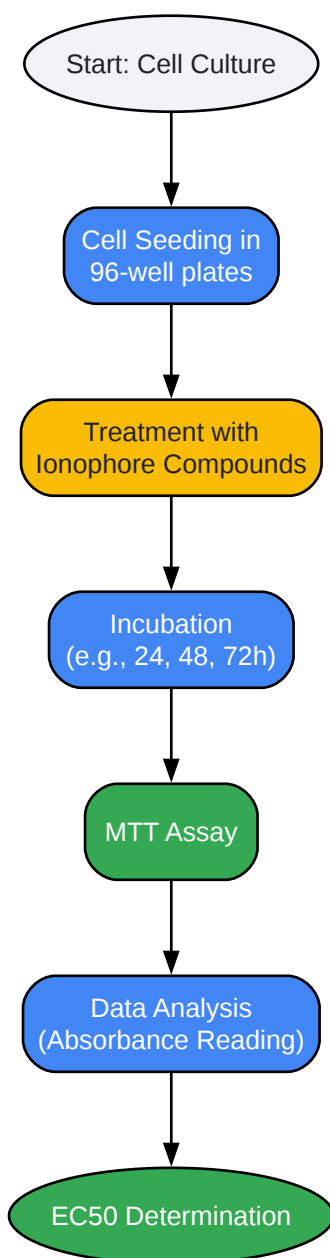 Start: Cell Culture
Cell Seeding in
96-well plates
Treatment with
Ionophore Compounds
Incubation
(e.g., 24, 48, 72h)
MTT Assay
Data Analysis
(Absorbance Reading)
EC50 Determination